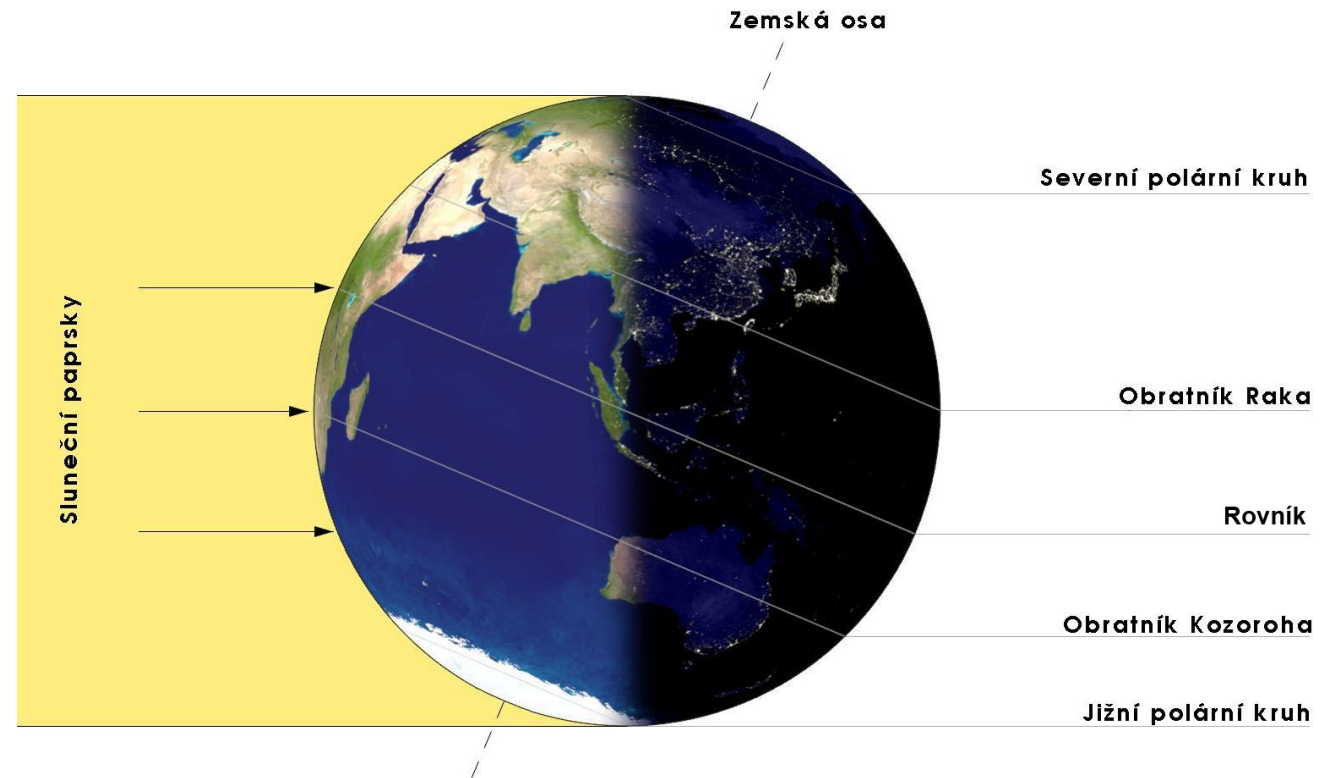 Zemská osa
Severní polární kruh
Sluneční paprsky
Obratník Raka
Rovník
Obratník Kozoroha
Jižní polární kruh